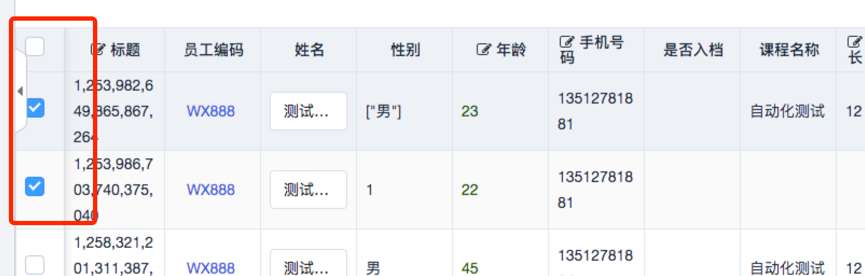 标题 员工编码 姓名 性别 年龄 手机号码 是否入档 课程名称 长
1,253,982,649,865,867,264 WX888 测试... ["男"] 23 13512781881 自动化测试 12
1,253,986,703,740,375,040 WX888 测试... 1 22 13512781881
1,258,321,201,311,387, WX888 测试... 男 45 135127818 自动化测试 12